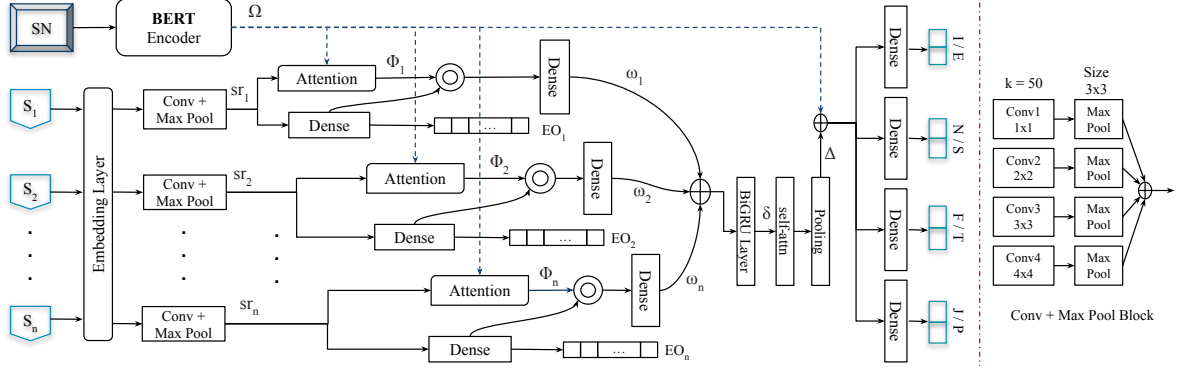 SN
BERT
Encoder
Ω
S1
S2
.
.
.
Sn
Embedding Layer
Conv +
Max Pool
sr1
Attention
Φ1
Dense
...
EO1
Dense
ω1
Conv +
Max Pool
sr2
Attention
Φ2
Dense
...
EO2
Dense
ω2
. . .
. . .
. . .
Conv +
Max Pool
srn
Attention
Φn
Dense
...
EOn
Dense
ωn
BiGRU Layer
δ
self-attn
Pooling
Δ
Dense
I / E
Dense
N / S
Dense
F / T
Dense
J / P
k = 50
Size
3x3
Conv1
1x1
Max
Pool
Conv2
2x2
Max
Pool
Conv3
3x3
Max
Pool
Conv4
4x4
Max
Pool
Conv + Max Pool Block